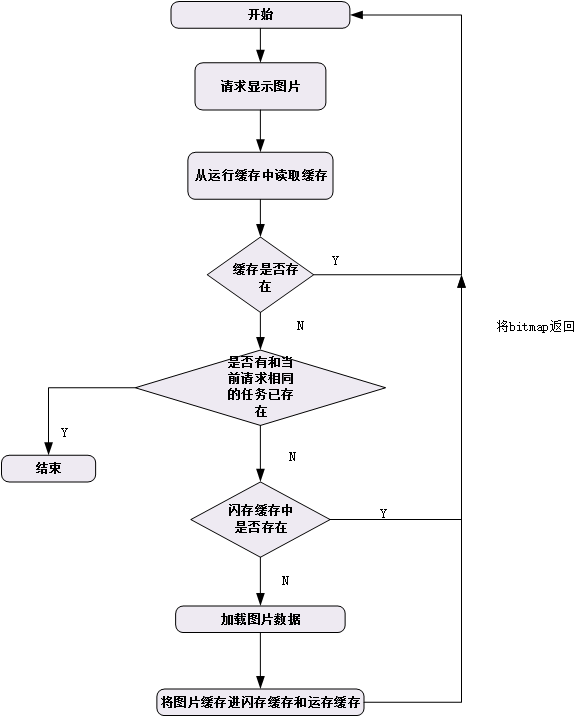 开始
请求显示图片
从运行缓存中读取缓存
缓存是否存
在
Y
将bitmap返回
N
是否有和当
前请求相同
的任务已存
在
Y
结束
N
闪存缓存中
是否存在
Y
N
加载图片数据
将图片缓存进闪存缓存和运存缓存